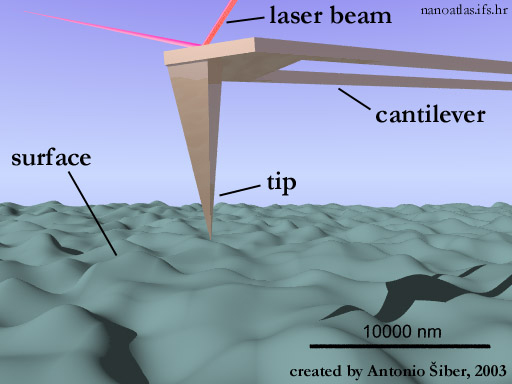 nanoatlas.ifs.hr
laser beam
cantilever
surface
tip
10000 nm
created by Antonio Šiber, 2003